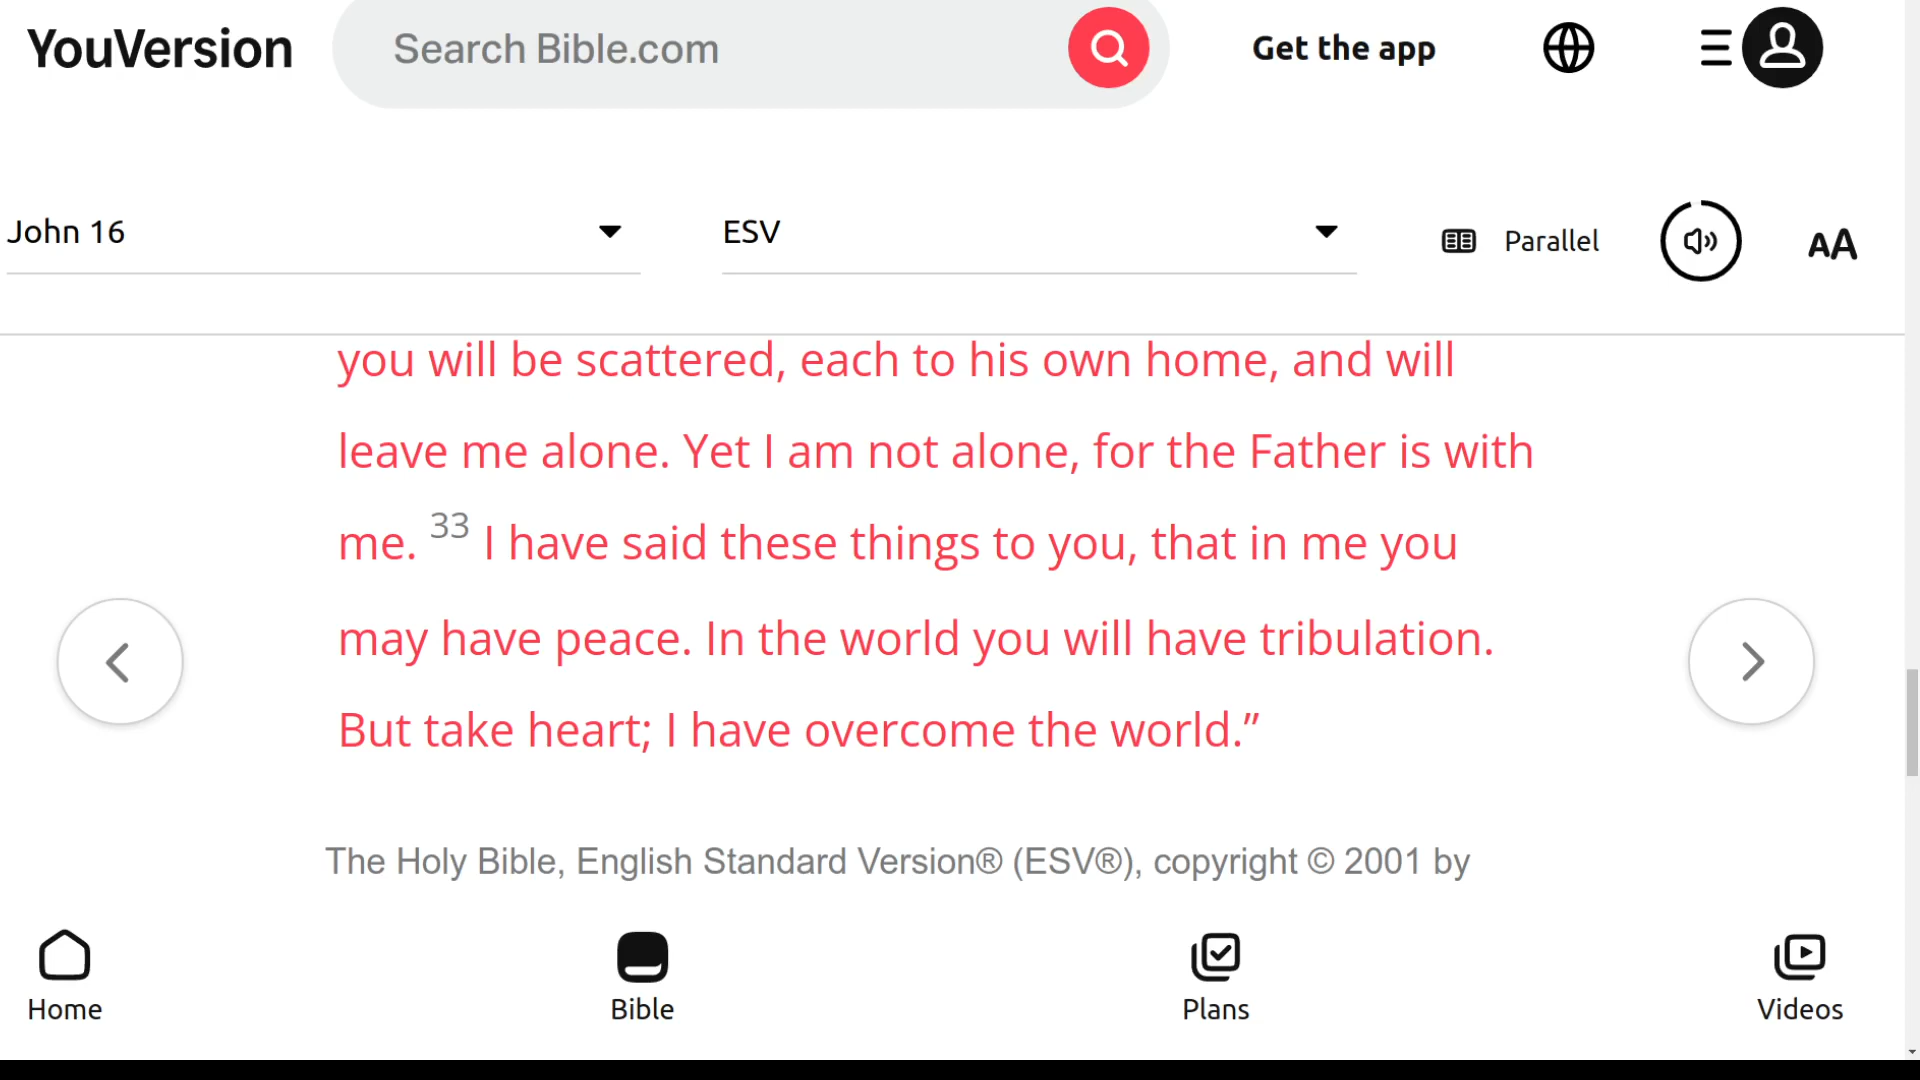 YouVersion
Search Bible.com
Get the app
John 16
ESV
Parallel
AA
you will be scattered, each to his own home, and will
leave me alone. Yet I am not alone, for the Father is with
me. 33 I have said these things to you, that in me you
may have peace. In the world you will have tribulation.
But take heart; I have overcome the world.”
The Holy Bible, English Standard Version® (ESV®), copyright © 2001 by
Home
Bible
Plans
Videos